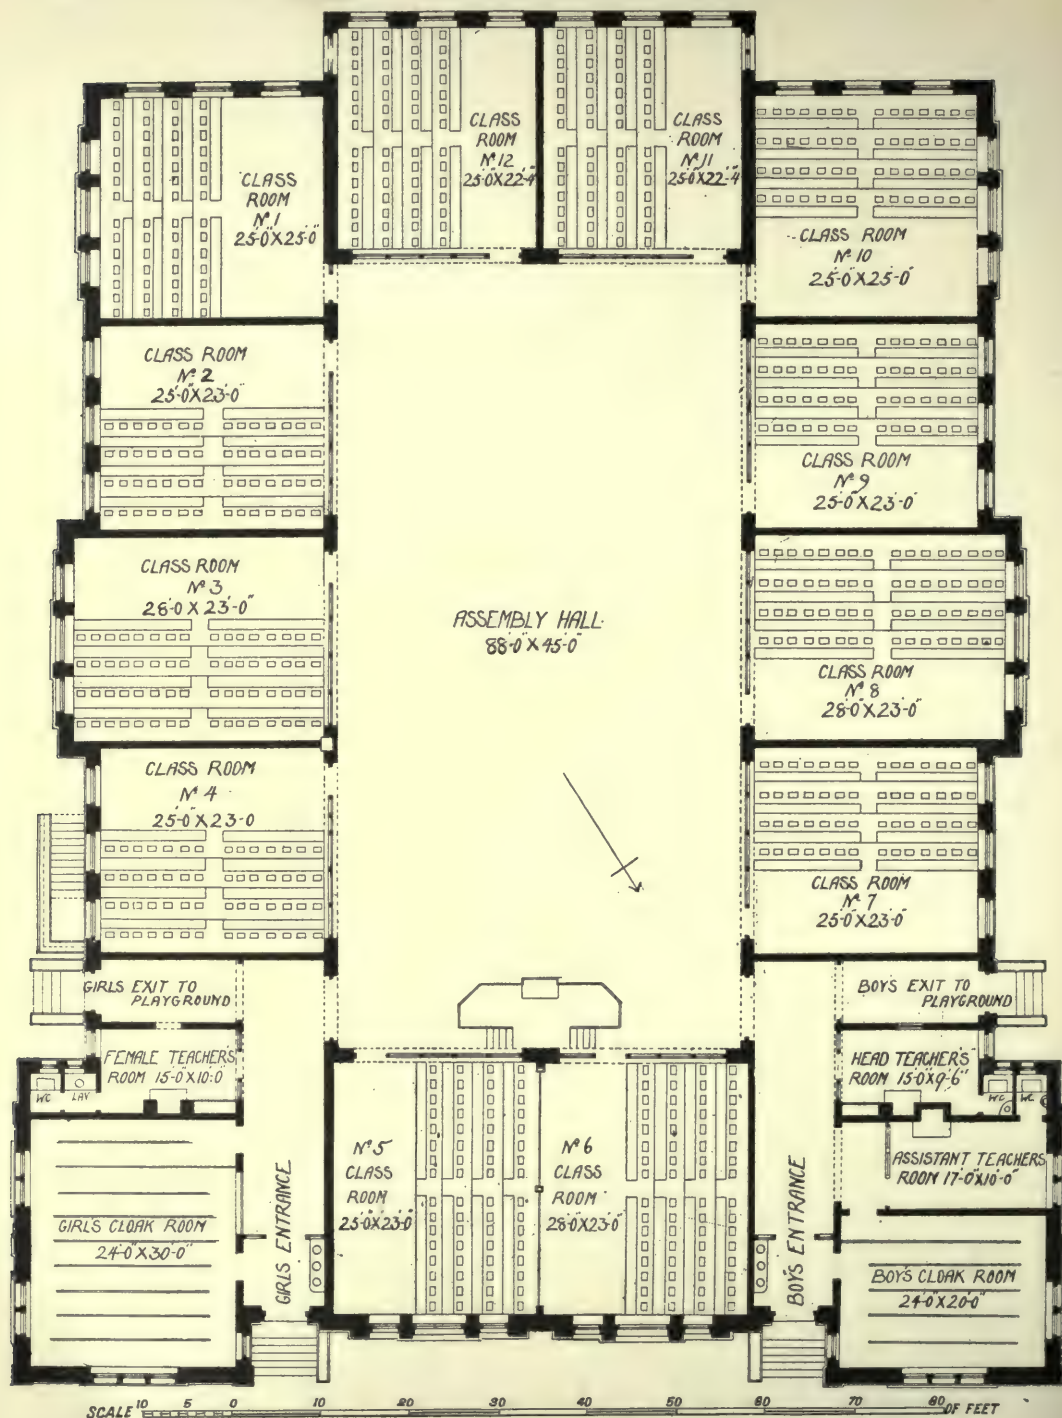 CLASS
ROOM
Nº 12
25'-0"X22'-4"
CLASS
ROOM
Nº 11
25'-0"X22'-4"
CLASS
ROOM
Nº 1
25'-0"X25'-0"
CLASS ROOM
Nº 10
25'-0"X25'-0"
CLASS ROOM
Nº 2
25'-0"X23'-0"
CLASS ROOM
Nº 9
25'-0"X23'-0"
CLASS ROOM
Nº 3
28'-0"X23'-0"
ASSEMBLY HALL
88'-0"X45'-0"
CLASS ROOM
Nº 8
28'-0"X23'-0"
CLASS ROOM
Nº 4
25'-0"X23'-0
CLASS ROOM
Nº 7
25'-0"X23'-0"
GIRLS EXIT TO
PLAYGROUND
BOYS EXIT TO
PLAYGROUND
FEMALE TEACHERS
ROOM 15'-0"X10'-0"
WC
LAV
HEAD TEACHER'S
ROOM 15'-0"X9'-6"
WC
WC
Nº 5
CLASS
ROOM
Nº 6
CLASS
ROOM
28'-0"X23'-0"
ASSISTANT TEACHERS
ROOM 17'-0"X10'-0"
GIRLS CLOAK ROOM
24'-0"X30'-0"
GIRLS ENTRANCE
BOYS ENTRANCE
BOYS CLOAK ROOM
24'-0"X20'-0"
SCALE 10 5 0 10 20 30 40 50 60 70 80 OF FEET